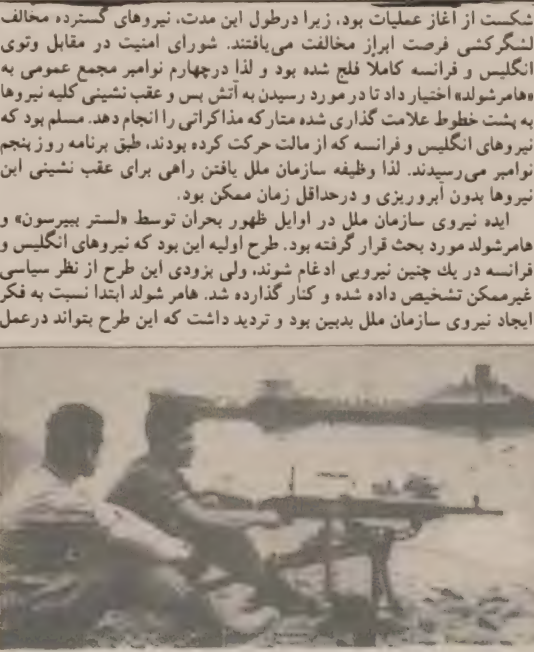 شکست از آغاز عملیات بود، زیرا درطول این مدت، نیروهای گسترده مخالف
لشگرکشی فرصت ابراز مخالفت می‌یافتند. شورای امنیت در مقابل وتوی
انگلیس و فرانسه کاملا فلج شده بود و لذا درچهارم نوامبر مجمع عمومی به
«هامرشولد» اختیار داد تا در مورد رسیدن به آتش بس و عقب نشینی کلیه نیروها
به پشت خطوط علامت گذاری شده متارکه مذاکراتی را انجام دهد. مسلم بود که
نیروهای انگلیس و فرانسه که از مالت حرکت کرده بودند، طبق برنامه روز پنجم
نوامبر می‌رسیدند. لذا وظیفه سازمان ملل یافتن راهی برای عقب نشینی این
نیروها بدون آبروریزی و درحداقل زمان ممکن بود.
ایده نیروی سازمان ملل در اوایل ظهور بحران توسط «لستر بیرسون» و
هامرشولد مورد بحث قرار گرفته بود. طرح اولیه این بود که نیروهای انگلیس و
فرانسه در یك چنین نیرویی ادغام شوند، ولی بزودی این طرح از نظر سیاسی
غیرممکن تشخیص داده شده و کنار گذارده شد. هامر شولد ابتدا نسبت به فکر
ایجاد نیروی سازمان ملل بدبین بود و تردید داشت که این طرح بتواند درعمل